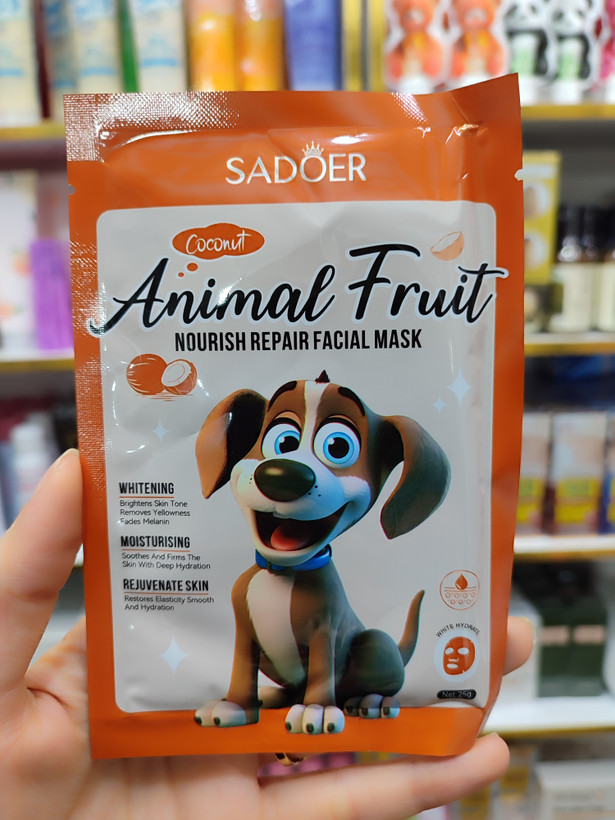 SADOER
Coconut
Animal Fruit
NOURISH REPAIR FACIAL MASK
WHITENING
Brightens Skin Tone
Removes Yellowness
Fades Melanin
MOISTURISING
Soothes And Firms The
Skin With Deep Hydration
REJUVENATE SKIN
Restores Elasticity Smooth
And Hydration
WHITE HYDRATE
Net 25g